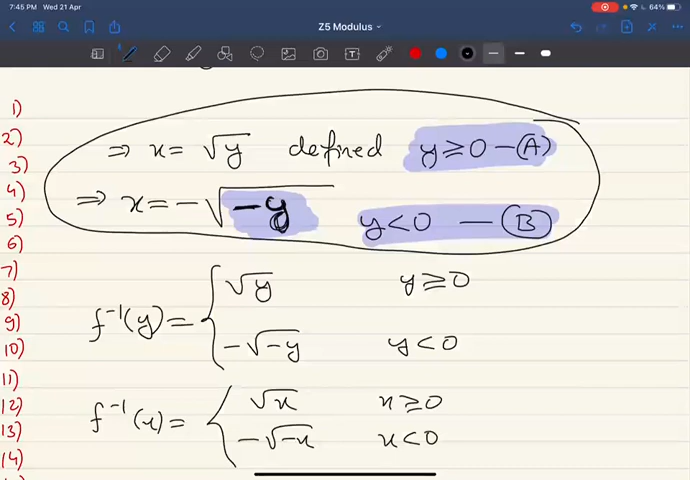 7:45 PM Wed 21 Apr
64%
Z5 Modulus
1)
2) ⇒ x = √y defined y ≥ 0 - (A)
3)
4) ⇒ x = -√-y y < 0 - (B)
5)
6)
7) √y y ≥ 0
8)
9) f⁻¹(y) =
10) -√-y y < 0
11)
12) √x x ≥ 0
13) f⁻¹(x) = -√-x x < 0
14)